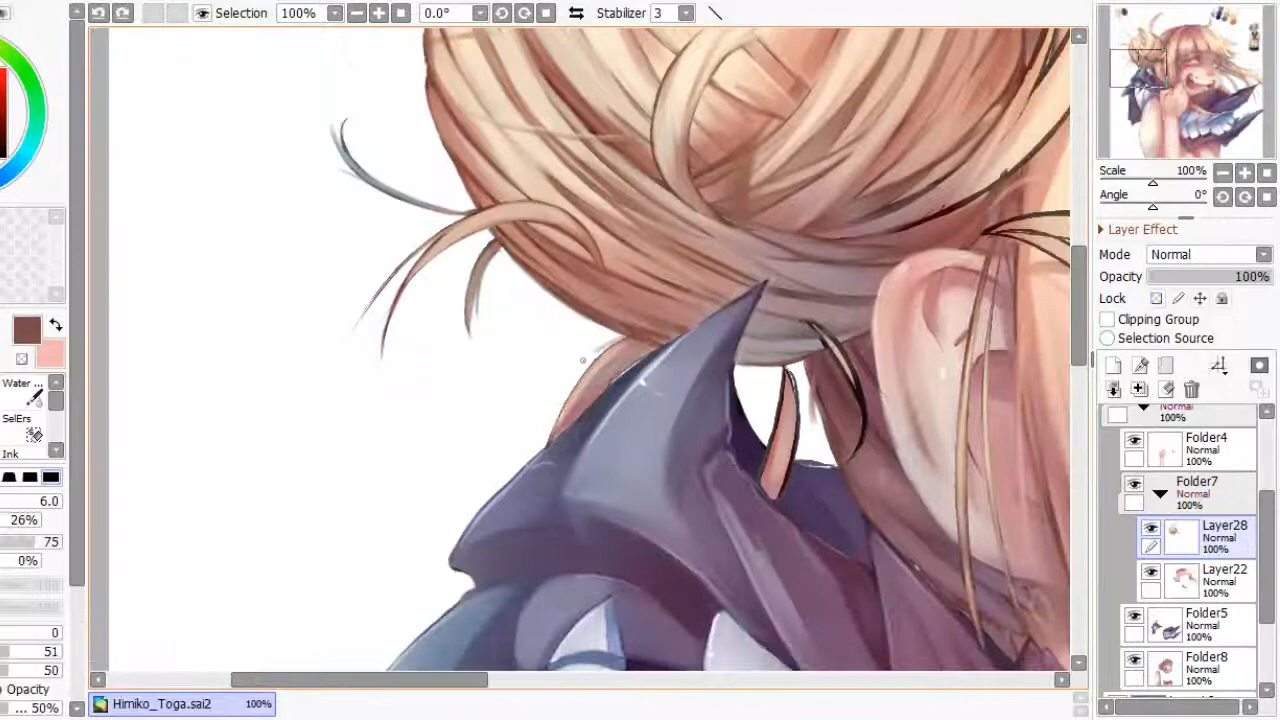 Selection 100% 0.0° Stabilizer 3
Scale 100%
Angle 0°
Layer Effect
Mode Normal
Opacity 100%
Lock
Clipping Group
Selection Source
Normal
100%
Folder4
Normal
100%
Folder7
Normal
100%
Layer28
Normal
100%
Layer22
Normal
100%
Folder5
Normal
100%
Folder8
Normal
100%
Water ...
SelErs
Ink
6.0
26%
75
0%
0
51
50
Opacity
... 50%
Himiko_Toga.sai2 100%